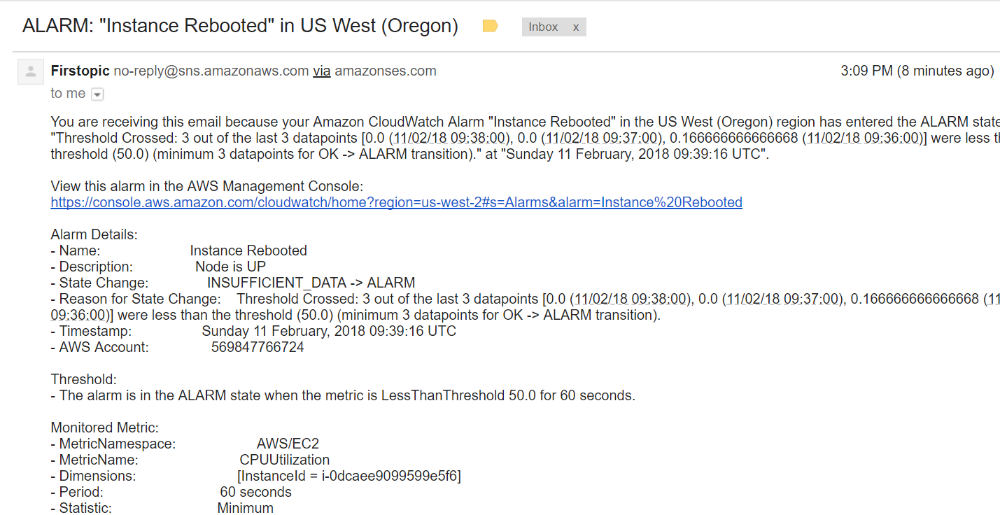 ALARM: "Instance Rebooted" in US West (Oregon)
Inbox x
Firstopic no-reply@sns.amazonaws.com via amazonses.com
3:09 PM (8 minutes ago)
to me
You are receiving this email because your Amazon CloudWatch Alarm "Instance Rebooted" in the US West (Oregon) region has entered the ALARM state
"Threshold Crossed: 3 out of the last 3 datapoints [0.0 (11/02/18 09:38:00), 0.0 (11/02/18 09:37:00), 0.166666666666668 (11/02/18 09:36:00)] were less
threshold (50.0) (minimum 3 datapoints for OK -> ALARM transition)." at "Sunday 11 February, 2018 09:39:16 UTC".
View this alarm in the AWS Management Console:
https://console.aws.amazon.com/cloudwatch/home?region=us-west-2#s=Alarms&alarm=Instance%20Rebooted
Alarm Details:
- Name: Instance Rebooted
- Description: Node is UP
- State Change: INSUFFICIENT_DATA -> ALARM
- Reason for State Change: Threshold Crossed: 3 out of the last 3 datapoints [0.0 (11/02/18 09:38:00), 0.0 (11/02/18 09:37:00), 0.166666666666668 (11
09:36:00)] were less than the threshold (50.0) (minimum 3 datapoints for OK -> ALARM transition).
- Timestamp: Sunday 11 February, 2018 09:39:16 UTC
- AWS Account: 569847766724
Threshold:
- The alarm is in the ALARM state when the metric is LessThanThreshold 50.0 for 60 seconds.
Monitored Metric:
- MetricNamespace: AWS/EC2
- MetricName: CPUUtilization
- Dimensions: [InstanceId = i-0dcaee9099599e5f6]
- Period: 60 seconds
- Statistic: Minimum